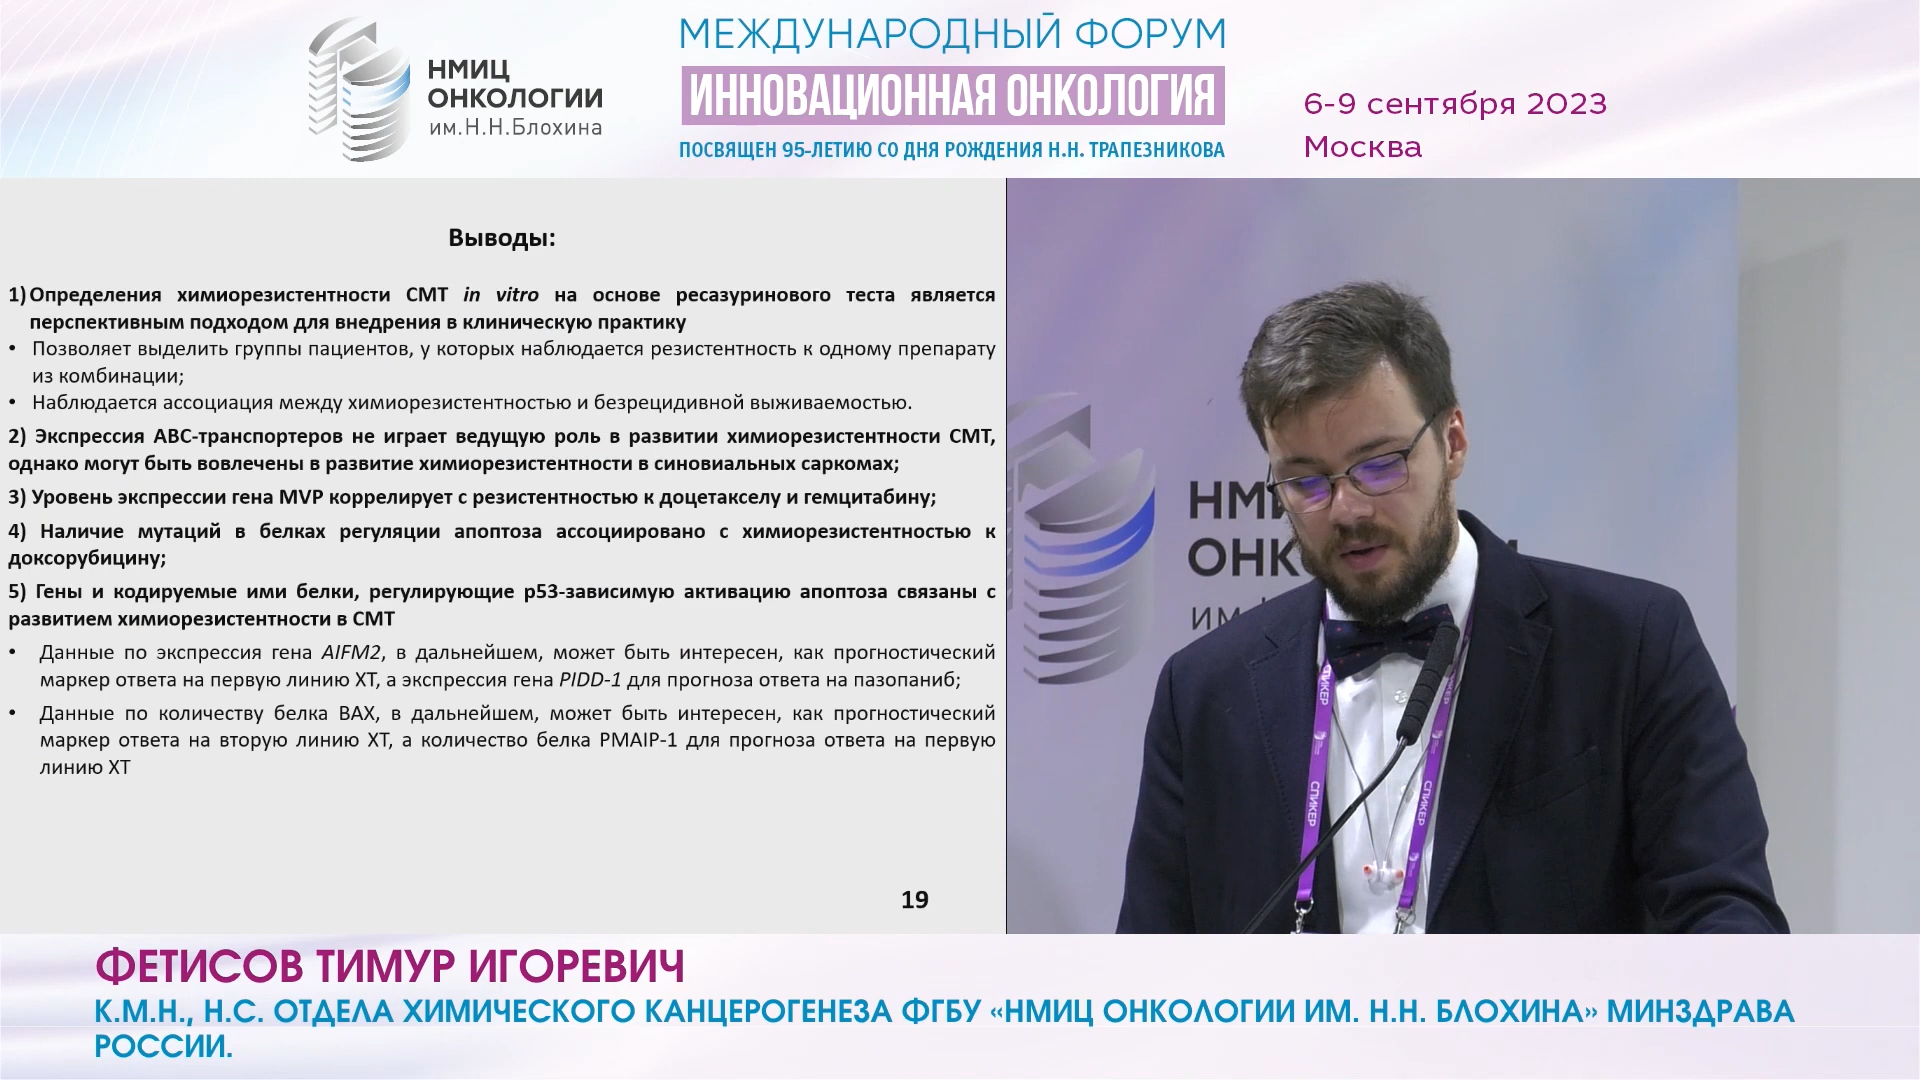 НМИЦ
ОНКОЛОГИИ
им.Н.Н.Блохина
МЕЖДУНАРОДНЫЙ ФОРУМ
ИННОВАЦИОННАЯ ОНКОЛОГИЯ
ПОСВЯЩЕН 95-ЛЕТИЮ СО ДНЯ РОЖДЕНИЯ Н.Н. ТРАПЕЗНИКОВА
6-9 сентября 2023
Москва
Выводы:
1) Определения химиорезистентности СМТ in vitro на основе ресазуринового теста является
перспективным подходом для внедрения в клиническую практику
• Позволяет выделить группы пациентов, у которых наблюдается резистентность к одному препарату
из комбинации;
• Наблюдается ассоциация между химиорезистентностью и безрецидивной выживаемостью.
2) Экспрессия АВС-транспортеров не играет ведущую роль в развитии химиорезистентности СМТ,
однако могут быть вовлечены в развитие химиорезистентности в синовиальных саркомах;
3) Уровень экспрессии гена MVP коррелирует с резистентностью к доцетакселу и гемцитабину;
4) Наличие мутаций в белках регуляции апоптоза ассоциировано с химиорезистентностью к
доксорубицину;
5) Гены и кодируемые ими белки, регулирующие р53-зависимую активацию апоптоза связаны с
развитием химиорезистентности в СМТ
• Данные по экспрессия гена AIFM2, в дальнейшем, может быть интересен, как прогностический
маркер ответа на первую линию ХТ, а экспрессия гена PIDD-1 для прогноза ответа на пазопаниб;
• Данные по количеству белка BAX, в дальнейшем, может быть интересен, как прогностический
маркер ответа на вторую линию ХТ, а количество белка PMAIP-1 для прогноза ответа на первую
линию ХТ
19
НМИ
ОНК
им
СПИКЕР
СПИКЕР
СПИКЕР
ФЕТИСОВ ТИМУР ИГОРЕВИЧ
К.М.Н., Н.С. ОТДЕЛА ХИМИЧЕСКОГО КАНЦЕРОГЕНЕЗА ФГБУ «НМИЦ ОНКОЛОГИИ ИМ. Н.Н. БЛОХИНА» МИНЗДРАВА
РОССИИ.